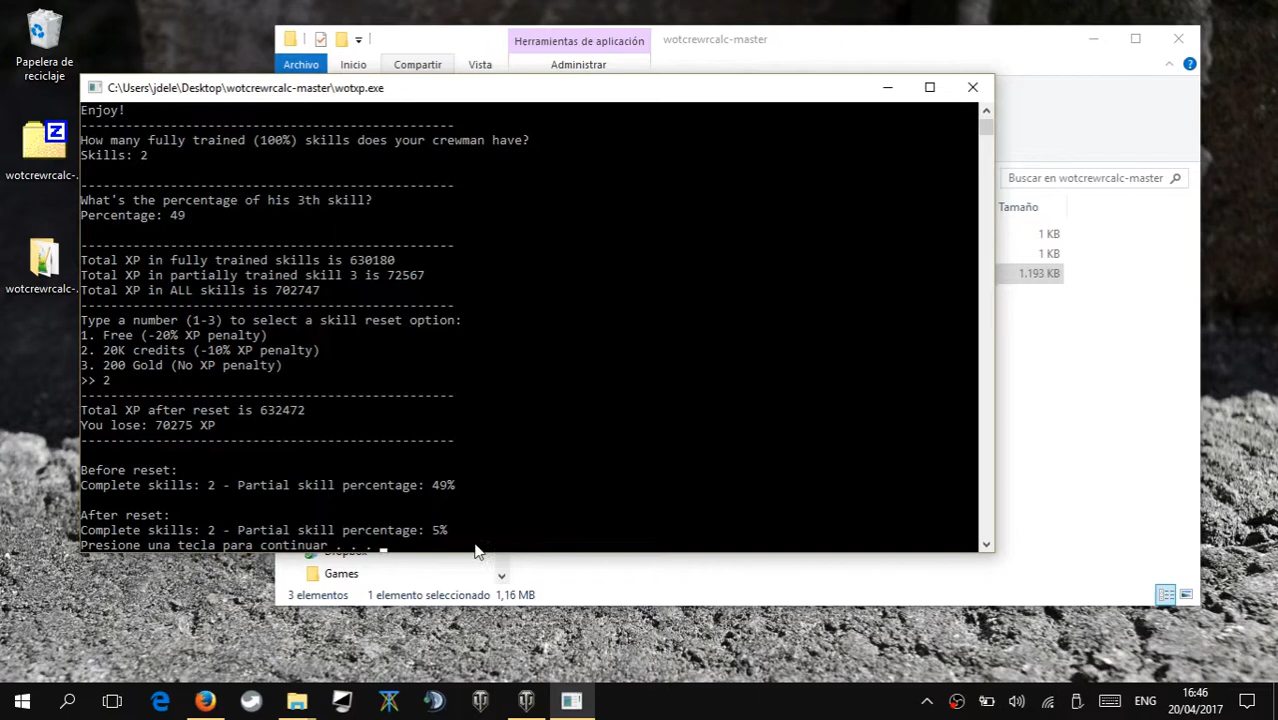 Papelera de
reciclaje
wotcrewrcalc-...
wotcrewrcalc-...
Herramientas de aplicación
wotcrewrcalc-master
Archivo
Inicio
Compartir
Vista
Administrar
C:\Users\jdele\Desktop\wotcrewrcalc-master\wotxp.exe
Enjoy!
--------------------------------------------------
How many fully trained (100%) skills does your crewman have?
Skills: 2
--------------------------------------------------
What's the percentage of his 3th skill?
Percentage: 49
--------------------------------------------------
Total XP in fully trained skills is 630180
Total XP in partially trained skill 3 is 72567
Total XP in ALL skills is 702747
--------------------------------------------------
Type a number (1-3) to select a skill reset option:
1. Free (-20% XP penalty)
2. 20K credits (-10% XP penalty)
3. 200 Gold (No XP penalty)
>> 2
--------------------------------------------------
Total XP after reset is 632472
You lose: 70275 XP
--------------------------------------------------
Before reset:
Complete skills: 2 - Partial skill percentage: 49%
After reset:
Complete skills: 2 - Partial skill percentage: 5%
Presione una tecla para continuar . . .
Buscar en wotcrewrcalc-master
Tamaño
1 KB
1 KB
1.193 KB
Dropbox
Games
3 elementos
1 elemento seleccionado 1,16 MB
ENG
16:46
20/04/2017